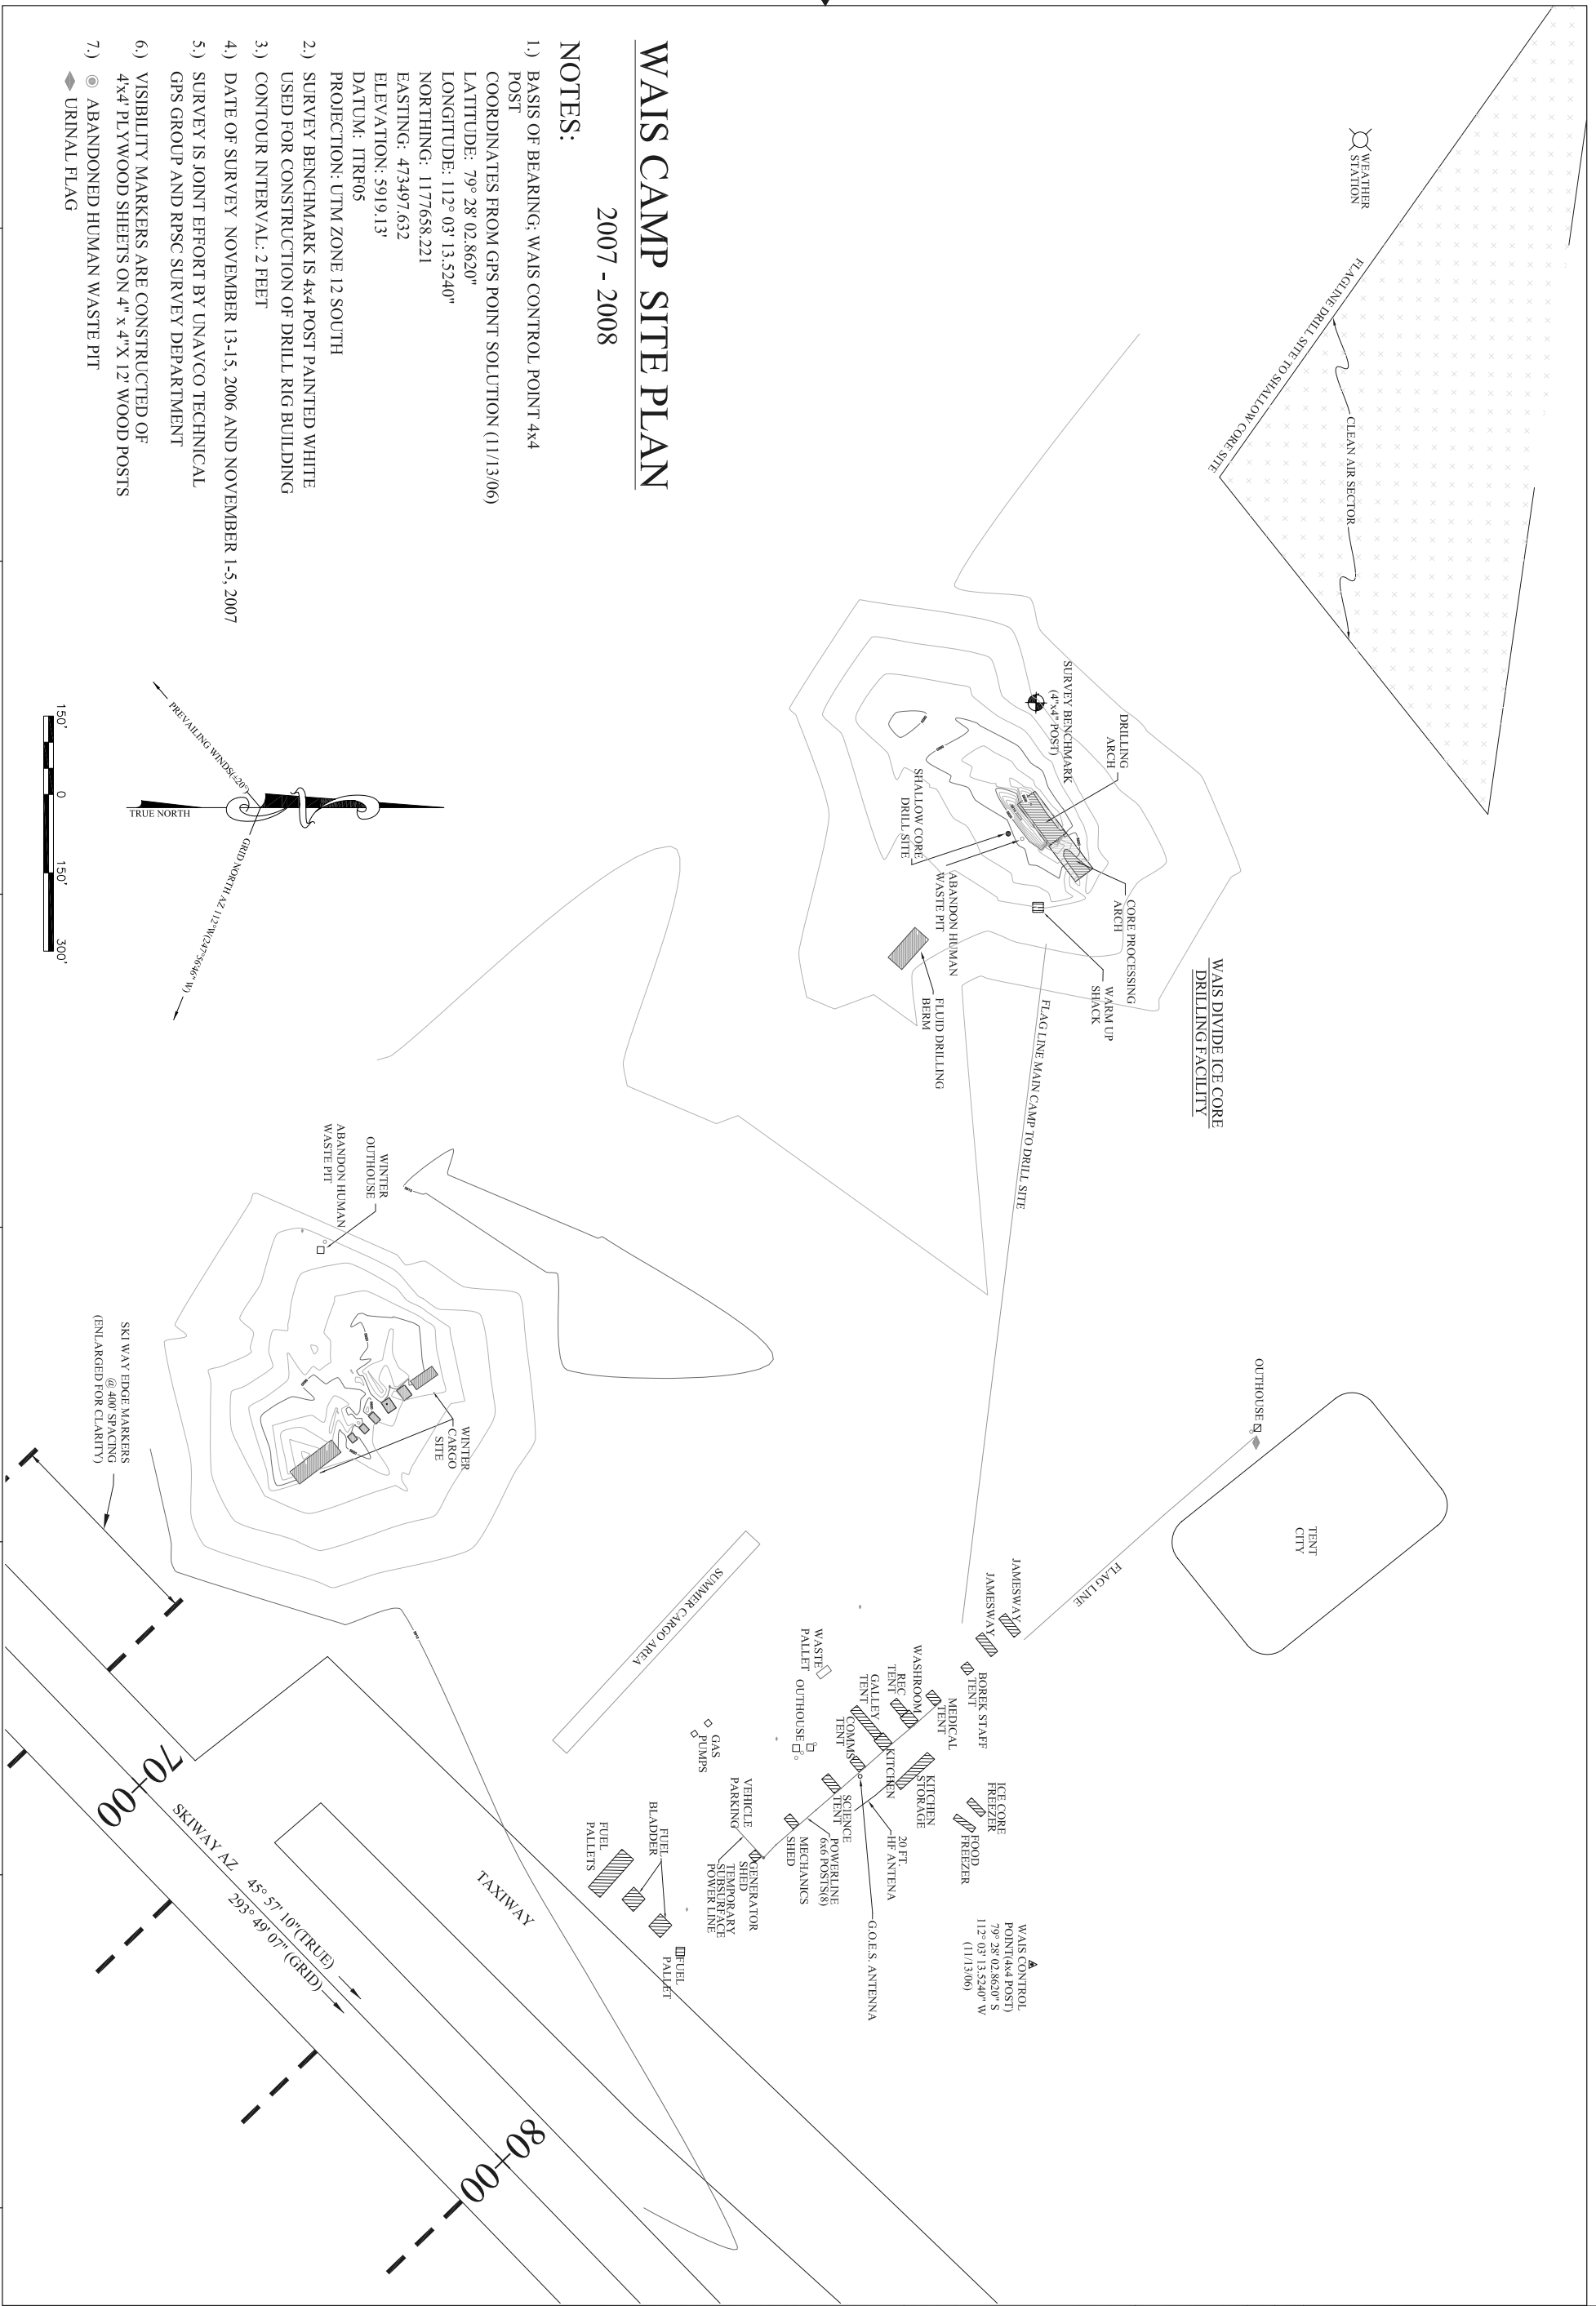 WAIS CAMP SITE PLAN
2007 - 2008
NOTES:
1.) BASIS OF BEARING; WAIS CONTROL POINT 4x4
POST
COORDINATES FROM GPS POINT SOLUTION (11/13/06)
LATITUDE: 79° 28' 02.8620"
LONGITUDE: 112° 03' 13.5240"
NORTHING: 1177658.221
EASTING: 473497.632
ELEVATION: 5919.13'
DATUM: ITRF05
PROJECTION: UTM ZONE 12 SOUTH
2.) SURVEY BENCHMARK IS 4x4 POST PAINTED WHITE
USED FOR CONSTRUCTION OF DRILL RIG BUILDING
3.) CONTOUR INTERVAL: 2 FEET
4.) DATE OF SURVEY NOVEMBER 13-15, 2006 AND NOVEMBER 1-5, 2007
5.) SURVEY IS JOINT EFFORT BY UNAVCO TECHNICAL
GPS GROUP AND RPSC SURVEY DEPARTMENT
6.) VISIBILITY MARKERS ARE CONSTRUCTED OF
4'x4' PLYWOOD SHEETS ON 4" x 4"X 12' WOOD POSTS
7.) ABANDONED HUMAN WASTE PIT
URINAL FLAG
WEATHER
STATION
FLAGLINE DRILL SITE TO SHALLOW CORE SITE
CLEAN AIR SECTOR
SURVEY BENCHMARK
(4"x4" POST)
DRILLING
ARCH
SHALLOW CORE
DRILL SITE
ABANDON HUMAN
WASTE PIT
CORE PROCESSING
ARCH
WARM UP
SHACK
FLUID DRILLING
BERM
WAIS DIVIDE ICE CORE
DRILLING FACILITY
FLAG LINE MAIN CAMP TO DRILL SITE
PREVAILING WINDS(±20°)
TRUE NORTH
GRID NORTH AZ 112°W(247°56'46" W)
150'
0
150'
300'
WINTER
OUTHOUSE
ABANDON HUMAN
WASTE PIT
WINTER
CARGO
SITE
SKI WAY EDGE MARKERS
@ 400' SPACING
(ENLARGED FOR CLARITY)
OUTHOUSE
TENT
CITY
FLAG LINE
SUMMER CARGO AREA
JAMESWAY
JAMESWAY
BOREK STAFF
TENT
MEDICAL
TENT
WASHROOM
REC
TENT
GALLEY
TENT
KITCHEN
COMMS
TENT
WASTE
PALLET
OUTHOUSE
KITCHEN
STORAGE
ICE CORE
FREEZER
FOOD
FREEZER
20 FT.
HF ANTENA
SCIENCE
TENT
POWERLINE
6x6 POSTS(8)
MECHANICS
SHED
G.O.E.S. ANTENNA
GAS
PUMPS
VEHICLE
PARKING
GENERATOR
SHED
TEMPORARY
SUBSURFACE
POWER LINE
FUEL
BLADDER
FUEL
PALLETS
FUEL
PALLET
WAIS CONTROL
POINT(4x4 POST)
79° 28' 02.8620" S
112° 03' 13.5240" W
(11/13/06)
TAXIWAY
70+00
SKIWAY AZ 45° 57' 10"(TRUE)
293° 49' 07" (GRID)
80+00